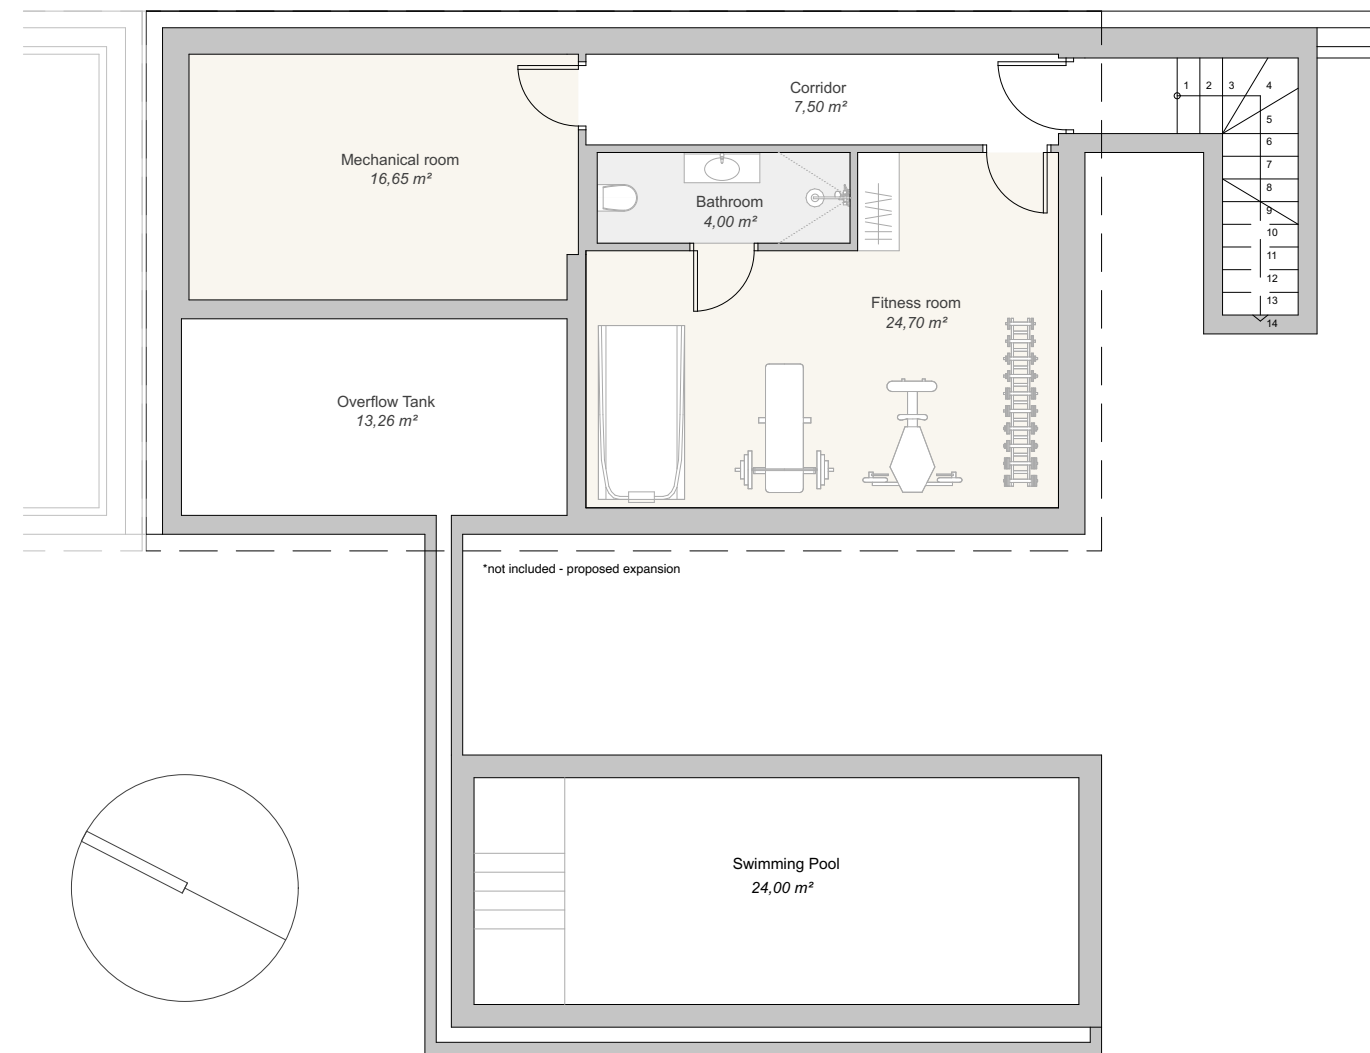 Corridor
7,50 m²
1 2 3 4
5
6
7
8
9
10
11
12
13
14
Mechanical room
16,65 m²
Bathroom
4,00 m²
Fitness room
24,70 m²
Overflow Tank
13,26 m²
*not included - proposed expansion
Swimming Pool
24,00 m²